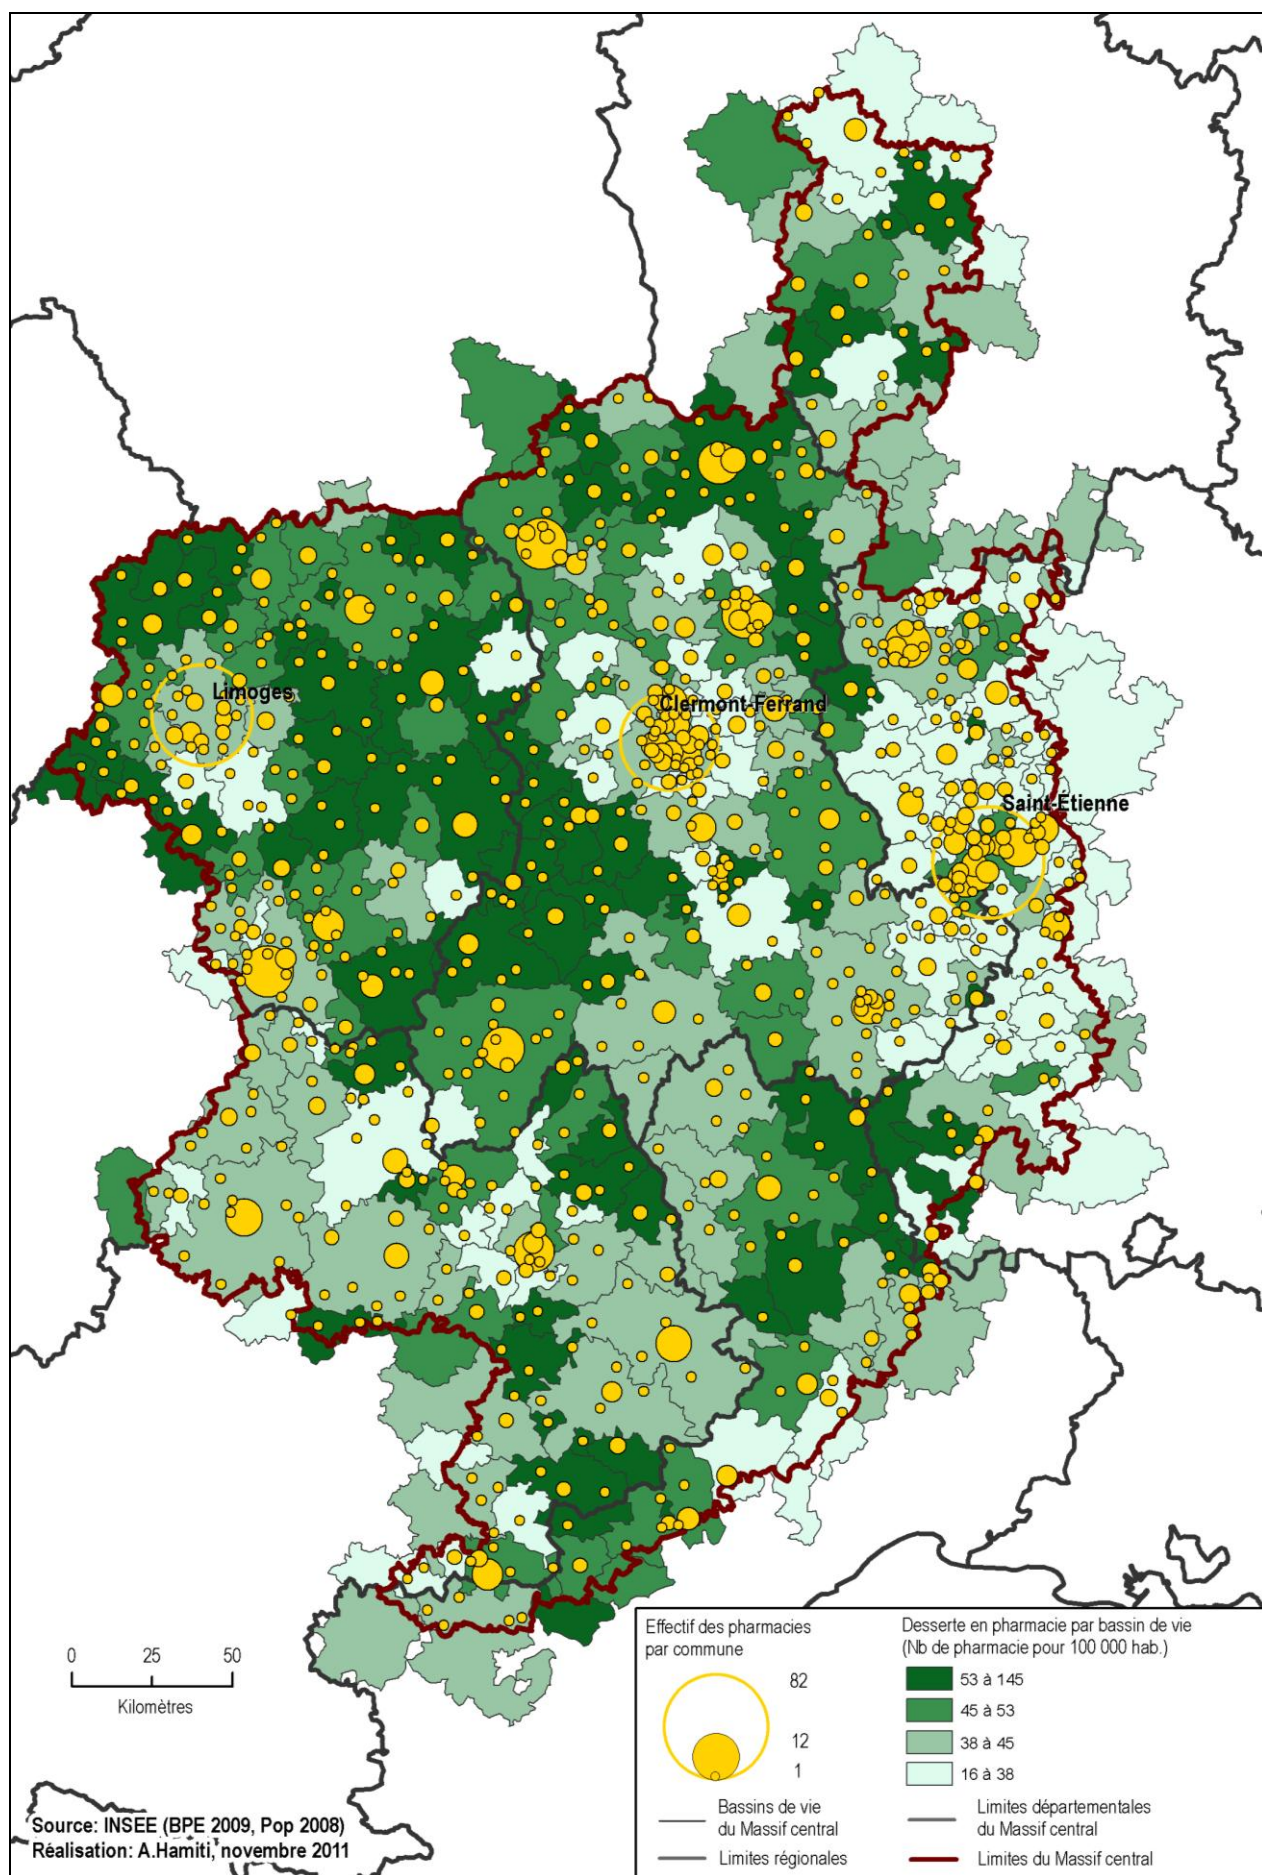 Limoges
Clermont-Ferrand
Saint-Étienne
0 25 50
Kilomètres
Source: INSEE (BPE 2009, Pop 2008)
Réalisation: A.Hamiti, novembre 2011
Effectif des pharmacies
par commune
82
12
1
Bassins de vie
du Massif central
Limites régionales
Desserte en pharmacie par bassin de vie
(Nb de pharmacie pour 100 000 hab.)
53 à 145
45 à 53
38 à 45
16 à 38
Limites départementales
du Massif central
Limites du Massif central